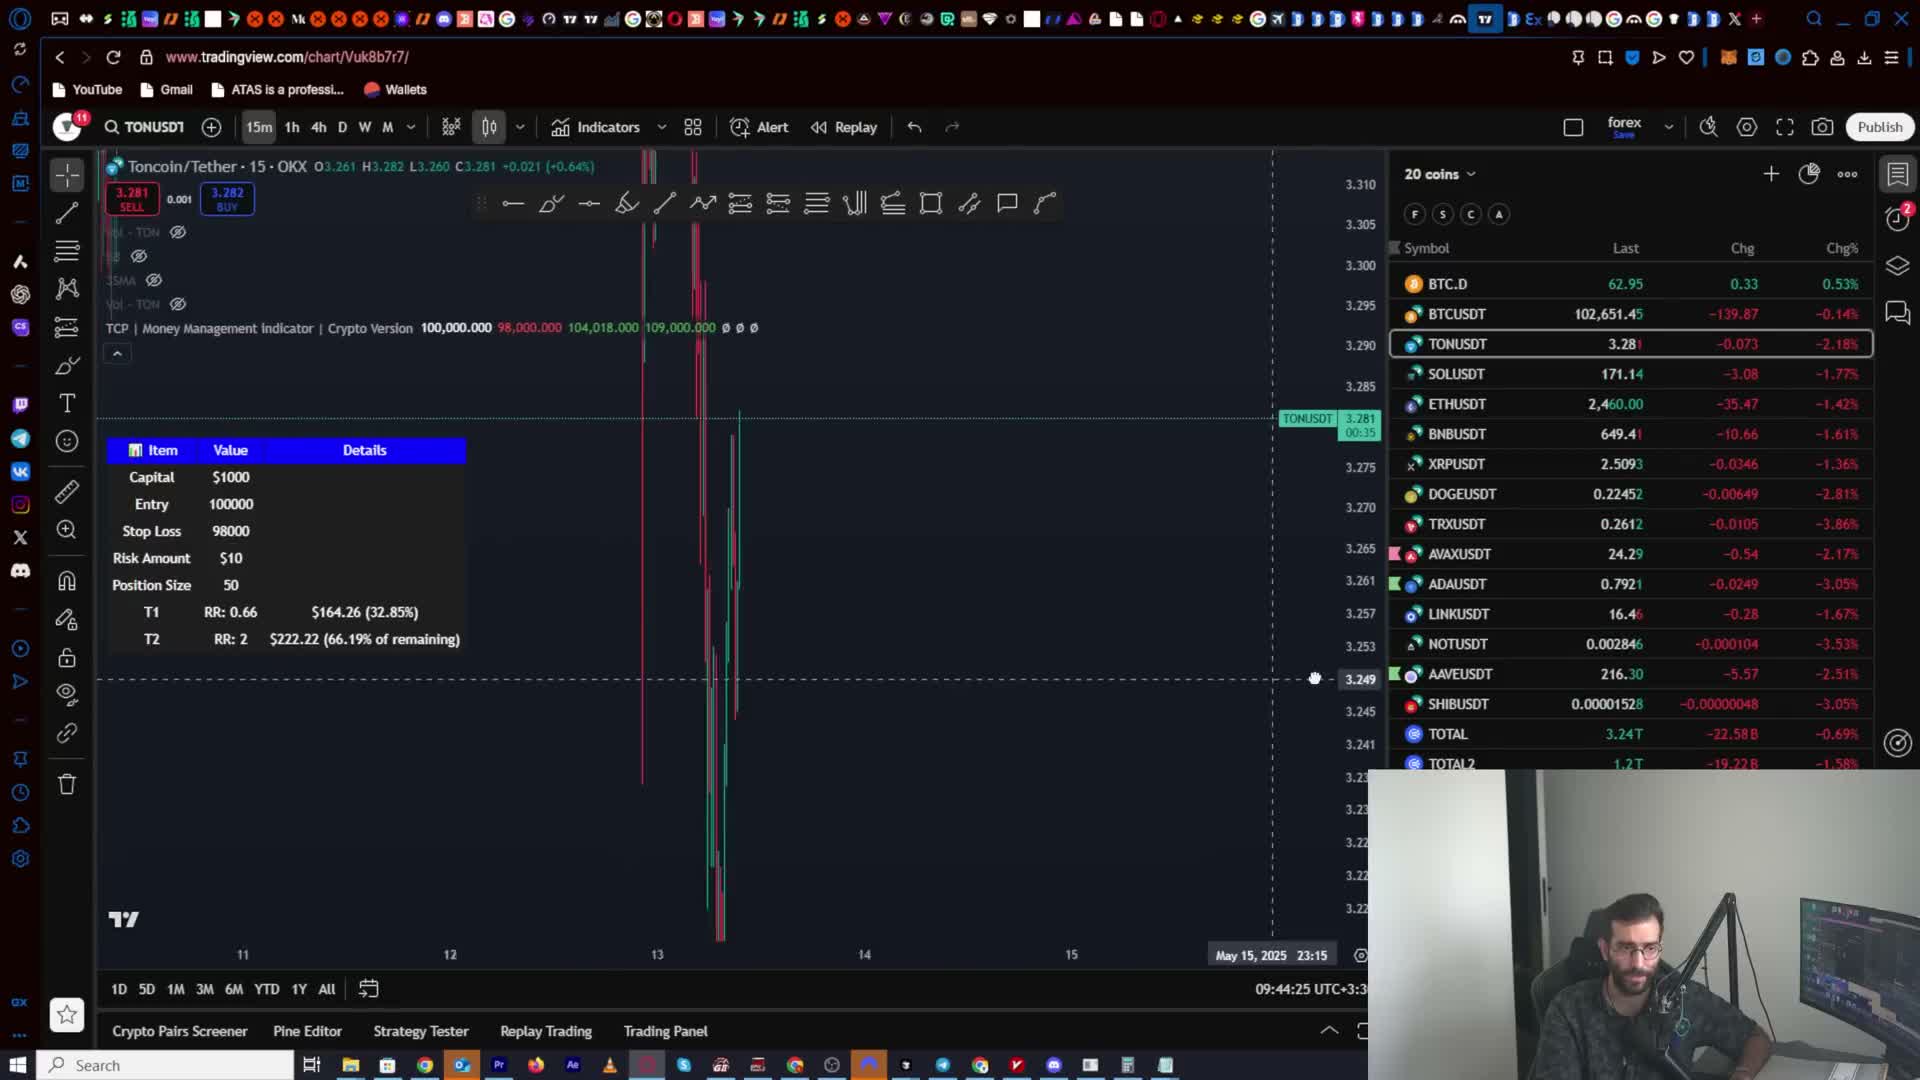 www.tradingview.com/chart/Vuk8b7r7/
YouTube Gmail ATAS is a professi... Wallets
11 TONUSDT 15m 1h 4h D W M Indicators Alert Replay forex Save Publish
Toncoin/Tether · 15 · OKX O3.261 H3.282 L3.260 C3.281 +0.021 (+0.64%)
3.281 SELL 0.001 3.282 BUY
Vol - TON
Vol - TON
TCP | Money Management Indicator | Crypto Version 100,000.000 98,000.000 104,018.000 109,000.000 Ø Ø Ø
Item Value Details
Capital $1000
Entry 100000
Stop Loss 98000
Risk Amount $10
Position Size 50
T1 RR: 0.66 $164.26 (32.85%)
T2 RR: 2 $222.22 (66.19% of remaining)
3.310
3.305
3.300
3.295
3.290
3.285
TONUSDT 3.281
00:35
3.275
3.270
3.265
3.261
3.257
3.253
3.249
3.245
3.241
11 12 13 14 15 May 15, 2025 23:15
1D 5D 1M 3M 6M YTD 1Y All 09:44:25 UTC+3:3
Crypto Pairs Screener Pine Editor Strategy Tester Replay Trading Trading Panel
20 coins
F S C A
2
Symbol Last Chg Chg%
BTC.D 62.95 0.33 0.53%
BTCUSDT 102,651.45 −139.87 −0.14%
TONUSDT 3.281 −0.073 −2.18%
SOLUSDT 171.14 −3.08 −1.77%
ETHUSDT 2,460.00 −35.47 −1.42%
BNBUSDT 649.41 −10.66 −1.61%
XRPUSDT 2.5093 −0.0346 −1.36%
DOGEUSDT 0.22452 −0.00649 −2.81%
TRXUSDT 0.2612 −0.0105 −3.86%
AVAXUSDT 24.29 −0.54 −2.17%
ADAUSDT 0.7921 −0.0249 −3.05%
LINKUSDT 16.46 −0.28 −1.67%
NOTUSDT 0.002846 −0.000104 −3.53%
AAVEUSDT 216.30 −5.57 −2.51%
SHIBUSDT 0.00001528 −0.00000048 −3.05%
TOTAL 3.24T −22.58B −0.69%
TOTAL2 1.2T −19.22B −1.58%
Search